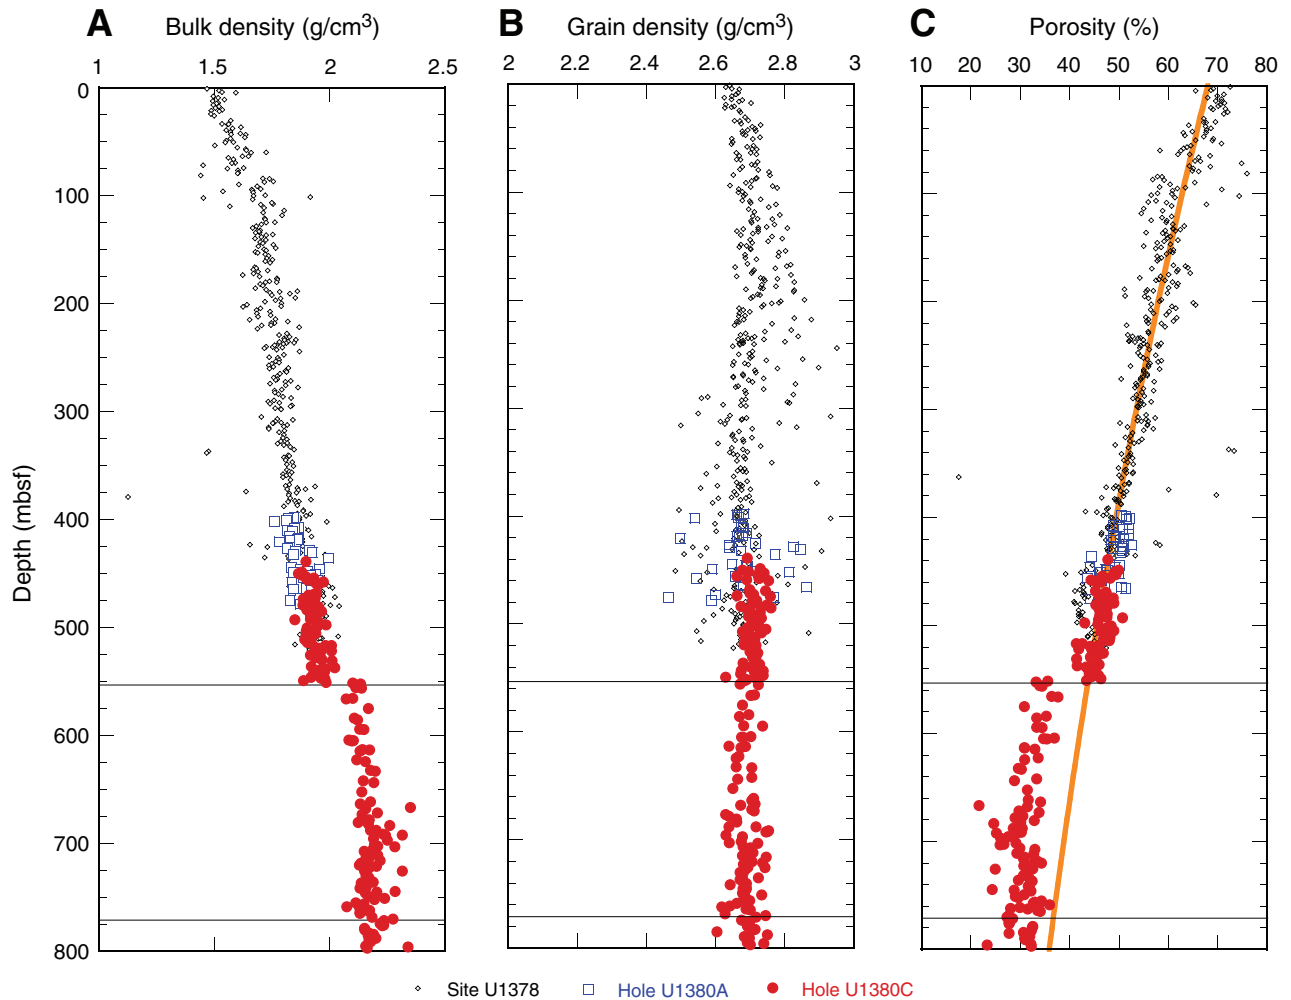 A Bulk density (g/cm3) B Grain density (g/cm3) C Porosity (%)
1 1.5 2 2.5 2 2.2 2.4 2.6 2.8 3 10 20 30 40 50 60 70 80
0
100
200
300
400
500
600
700
800
Depth (mbsf)
Site U1378 Hole U1380A Hole U1380C